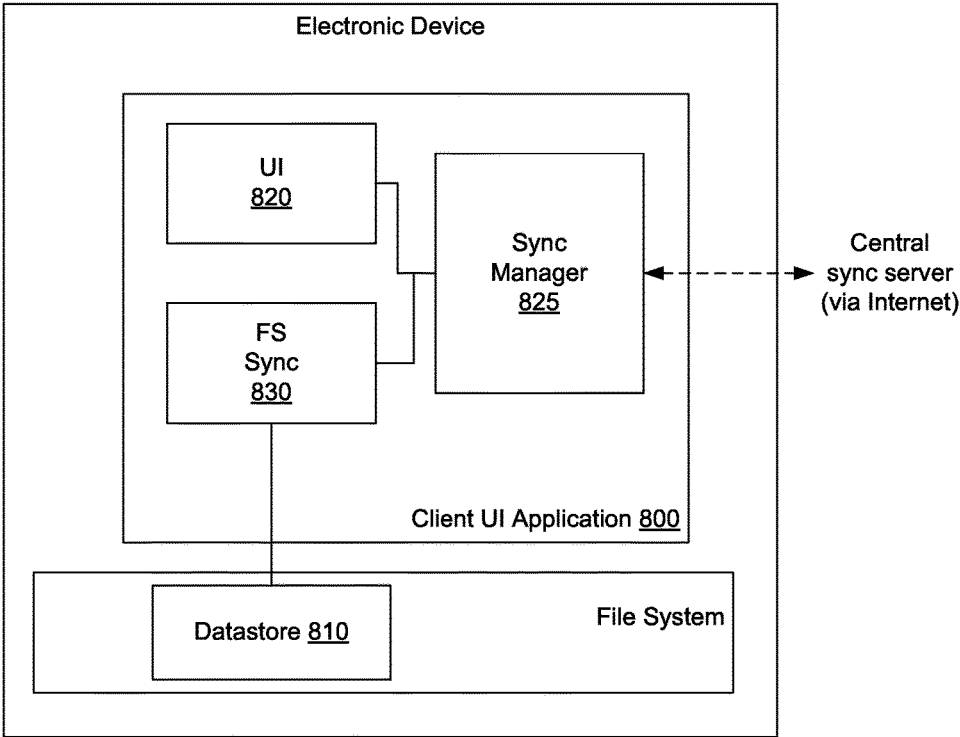 Electronic Device
UI
820
Sync
Manager
825
Central
sync server
(via Internet)
FS
Sync
830
Client UI Application 800
Datastore 810
File System